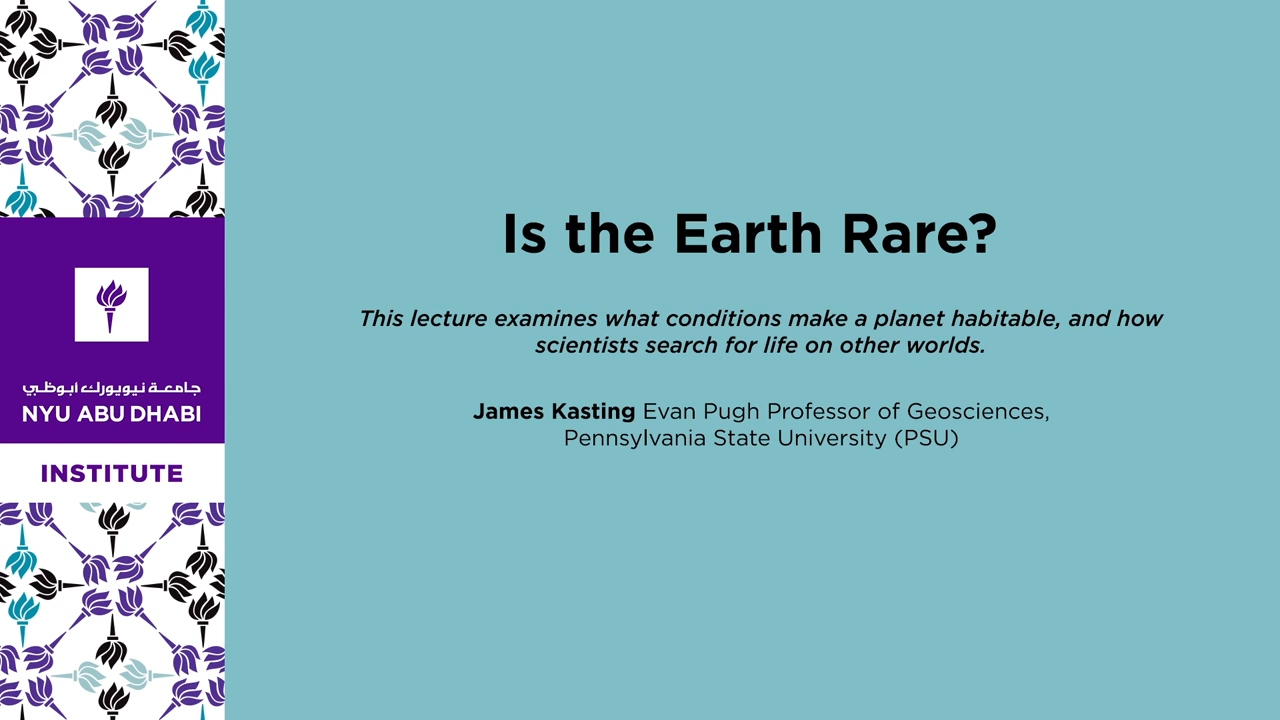 Is the Earth Rare?
This lecture examines what conditions make a planet habitable, and how
scientists search for life on other worlds.
James Kasting Evan Pugh Professor of Geosciences,
Pennsylvania State University (PSU)
جامعة نيويورك أبوظبي
NYU ABU DHABI
INSTITUTE